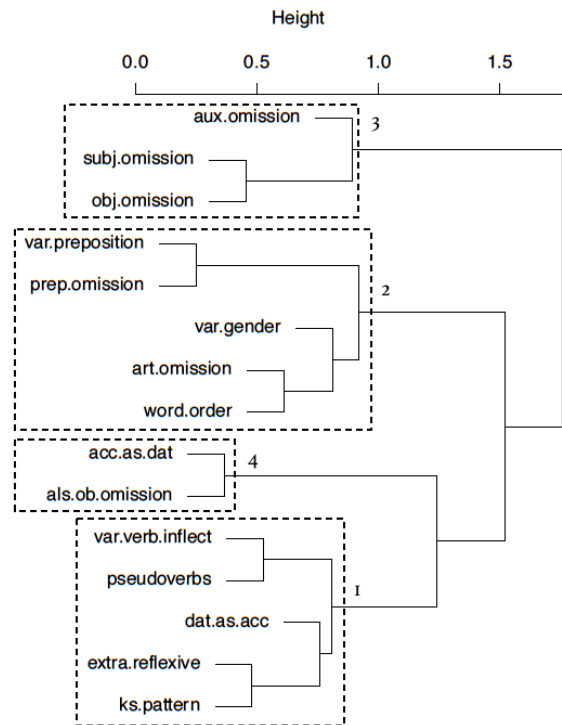 Height
0.0 0.5 1.0 1.5
aux.omission
3
subj.omission
obj.omission
var.preposition
prep.omission
2
var.gender
art.omission
word.order
acc.as.dat
4
als.ob.omission
var.verb.inflect
pseudoverbs
1
dat.as.acc
extra.reflexive
ks.pattern